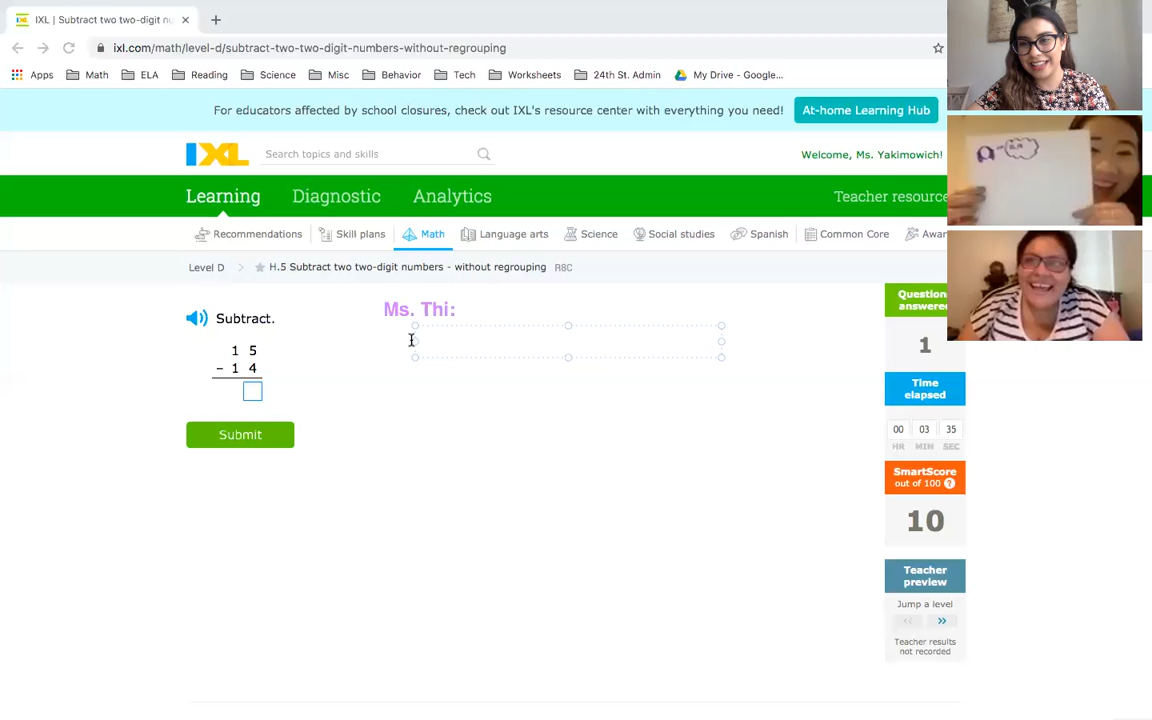 IXL | Subtract two two-digit nu
ixl.com/math/level-d/subtract-two-two-digit-numbers-without-regrouping
Apps Math ELA Reading Science Misc Behavior Tech Worksheets 24th St. Admin My Drive - Google...
For educators affected by school closures, check out IXL's resource center with everything you need! At-home Learning Hub
IXL Search topics and skills Welcome, Ms. Yakimowich!
Learning Diagnostic Analytics Teacher resource
Recommendations Skill plans Math Language arts Science Social studies Spanish Common Core Awar
Level D H.5 Subtract two two-digit numbers - without regrouping R8C
Subtract.
1 5
- 1 4
Submit
Ms. Thi:
Question
answered
1
Time
elapsed
00 03 35
HR MIN SEC
SmartScore
out of 100 ?
10
Teacher
preview
Jump a level
Teacher results
not recorded